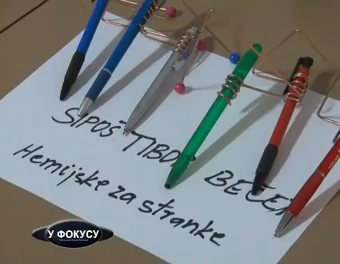 SIPOŠ TIBOR BEČEJ
Hemijske za stranke
У ФОКУСУ